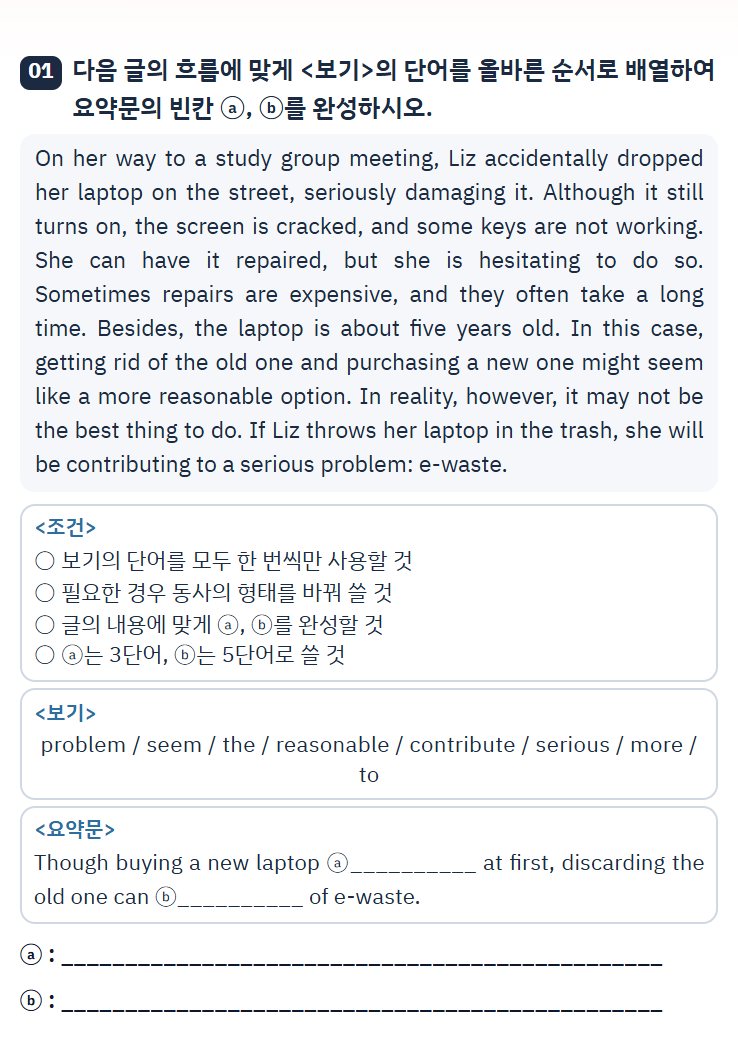 01 다음 글의 흐름에 맞게 <보기>의 단어를 올바른 순서로 배열하여
요약문의 빈칸 ⓐ, ⓑ를 완성하시오.
On her way to a study group meeting, Liz accidentally dropped
her laptop on the street, seriously damaging it. Although it still
turns on, the screen is cracked, and some keys are not working.
She can have it repaired, but she is hesitating to do so.
Sometimes repairs are expensive, and they often take a long
time. Besides, the laptop is about five years old. In this case,
getting rid of the old one and purchasing a new one might seem
like a more reasonable option. In reality, however, it may not be
the best thing to do. If Liz throws her laptop in the trash, she will
be contributing to a serious problem: e-waste.
<조건>
○ 보기의 단어를 모두 한 번씩만 사용할 것
○ 필요한 경우 동사의 형태를 바꿔 쓸 것
○ 글의 내용에 맞게 ⓐ, ⓑ를 완성할 것
○ ⓐ는 3단어, ⓑ는 5단어로 쓸 것
<보기>
problem / seem / the / reasonable / contribute / serious / more /
to
<요약문>
Though buying a new laptop ⓐ__________ at first, discarding the
old one can ⓑ__________ of e-waste.
ⓐ : ______________________________________________
ⓑ : ______________________________________________